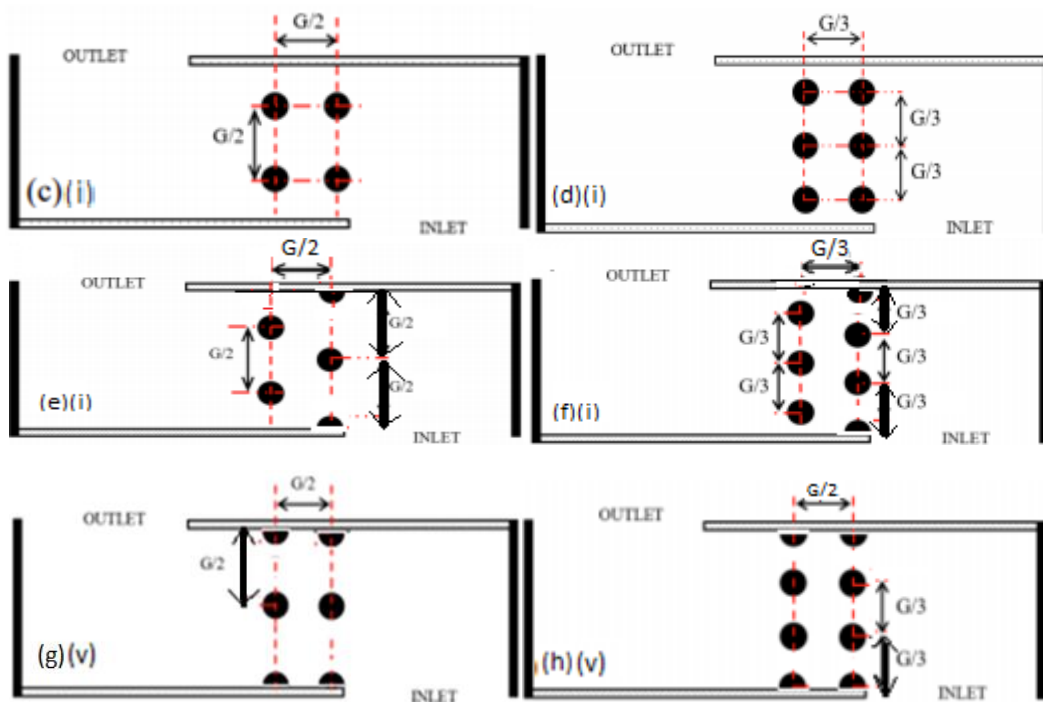 G/2
OUTLET
G/2
(c)(i)
INLET
G/3
OUTLET
G/3
G/3
(d)(i)
INLET
G/2
OUTLET
G/2
G/2
G/2
(e)(i)
INLET
G/3
OUTLET
G/3
G/3
G/3
G/3
G/3
(f)(i)
INLET
G/2
OUTLET
G/2
(g)(v)
INLET
G/2
OUTLET
G/3
G/3
(h)(v)
INLET